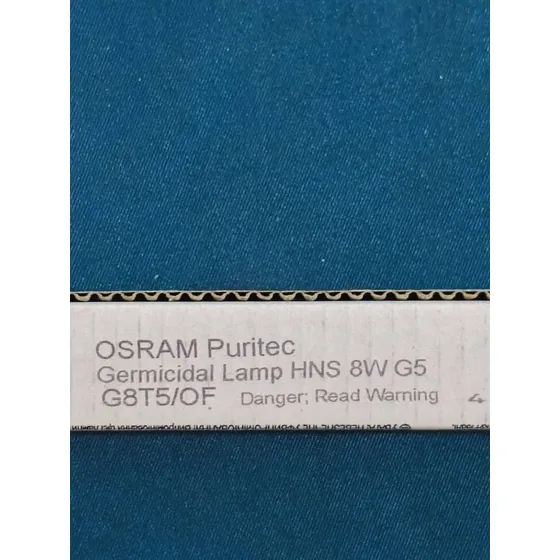 OSRAM Puritec
Germicidal Lamp HNS 8W G5
G8T5/OF Danger; Read Warning 4